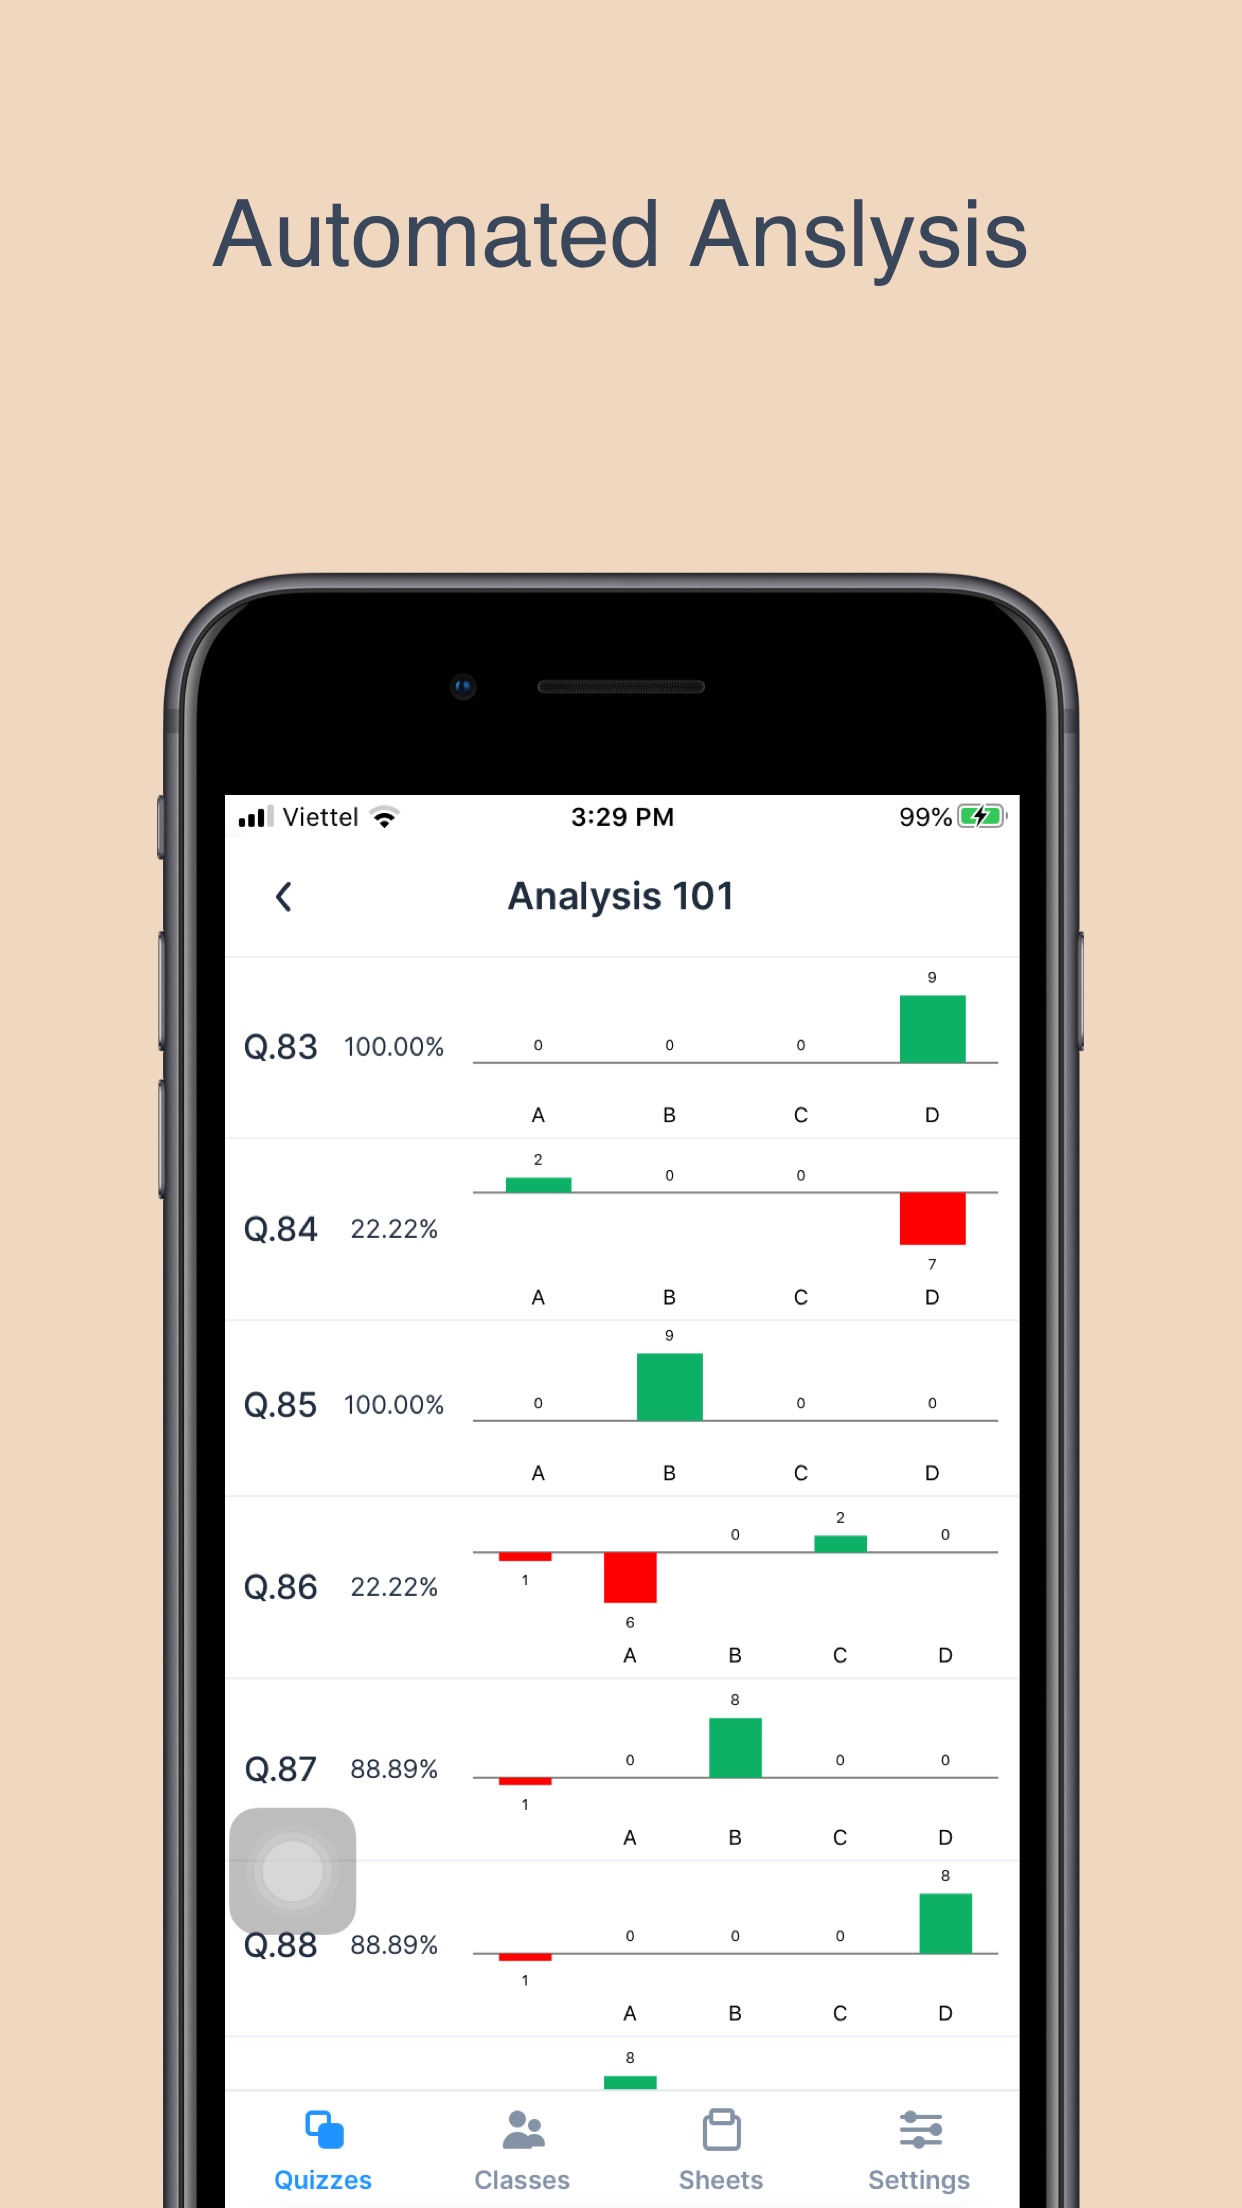 Automated Anslysis
Viettel 3:29 PM 99%
Analysis 101
9
Q.83 100.00% 0 0 0
A B C D
2 0 0
Q.84 22.22%
7
A B C D
9
Q.85 100.00% 0 0 0
A B C D
2
0 0
1
Q.86 22.22%
6
A B C D
8
Q.87 88.89% 0 0 0
1
A B C D
8
Q.88 88.89% 0 0 0
1
A B C D
8
Quizzes Classes Sheets Settings